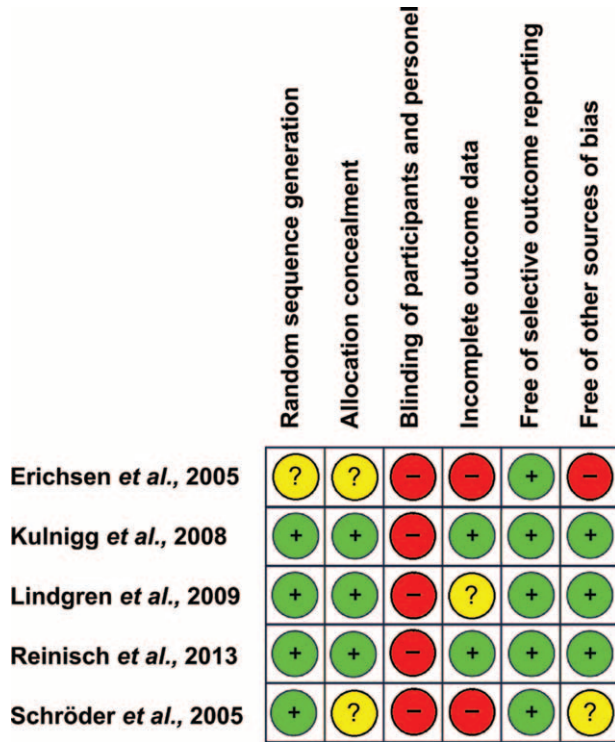 Random sequence generation
Allocation concealment
Blinding of participants and personel
Incomplete outcome data
Free of selective outcome reporting
Free of other sources of bias
Erichsen et al., 2005 ? ? – – + –
Kulnigg et al., 2008 + + – + + +
Lindgren et al., 2009 + + – ? + +
Reinisch et al., 2013 + + – + + +
Schröder et al., 2005 + ? – – + ?